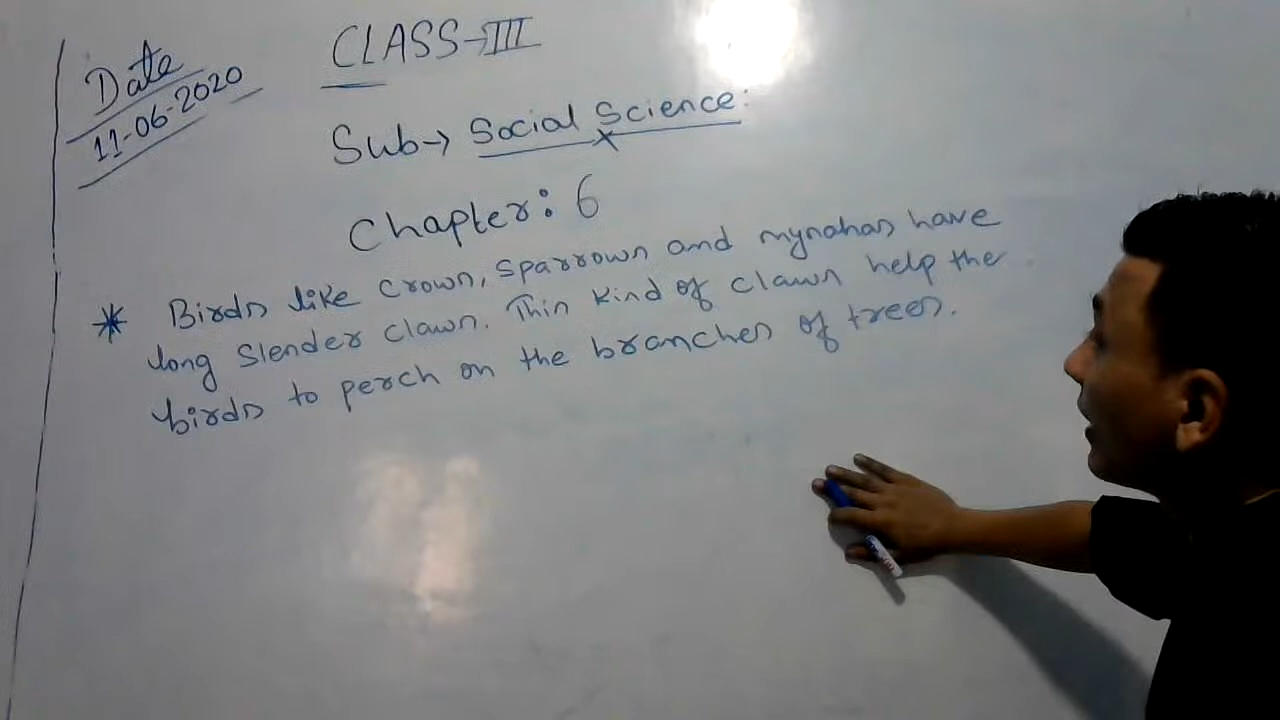 Date
11-06-2020
CLASS→III
Sub→ Social Science:
Chapter: 6
* Birds like crows, sparrows and mynahas have
long slender claws. This kind of claws help the
birds to perch on the branches of trees.